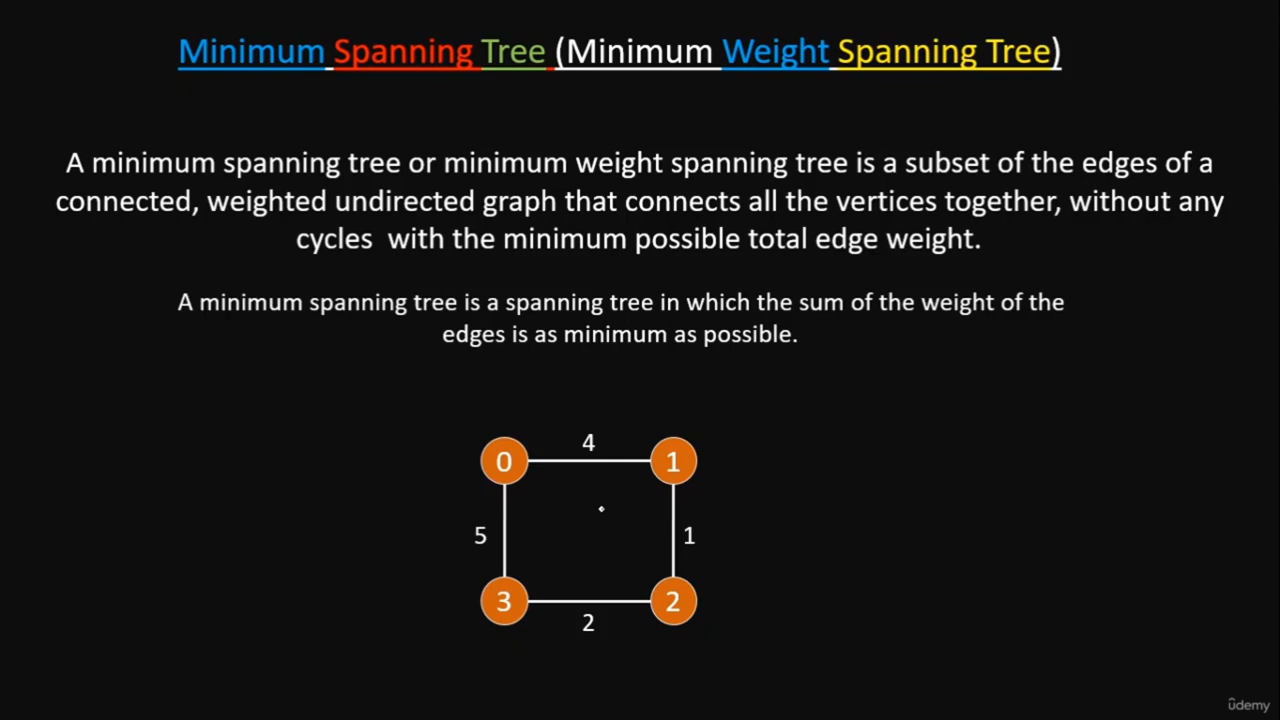 Minimum Spanning Tree (Minimum Weight Spanning Tree)
A minimum spanning tree or minimum weight spanning tree is a subset of the edges of a
connected, weighted undirected graph that connects all the vertices together, without any
cycles with the minimum possible total edge weight.
A minimum spanning tree is a spanning tree in which the sum of the weight of the
edges is as minimum as possible.
4
0 1
5 1
3 2
2
ûdemy